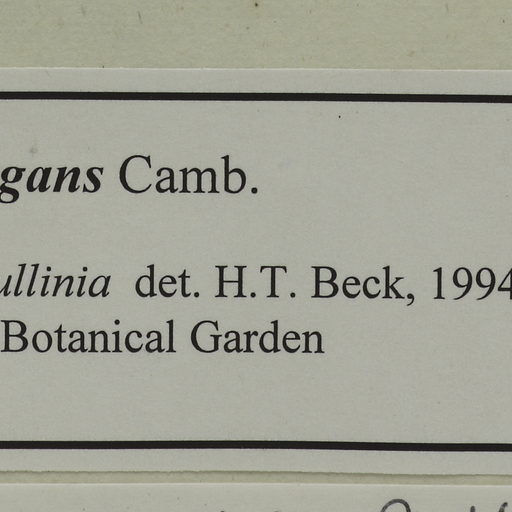 gans Camb.
ullinia det. H.T. Beck, 1994
Botanical Garden